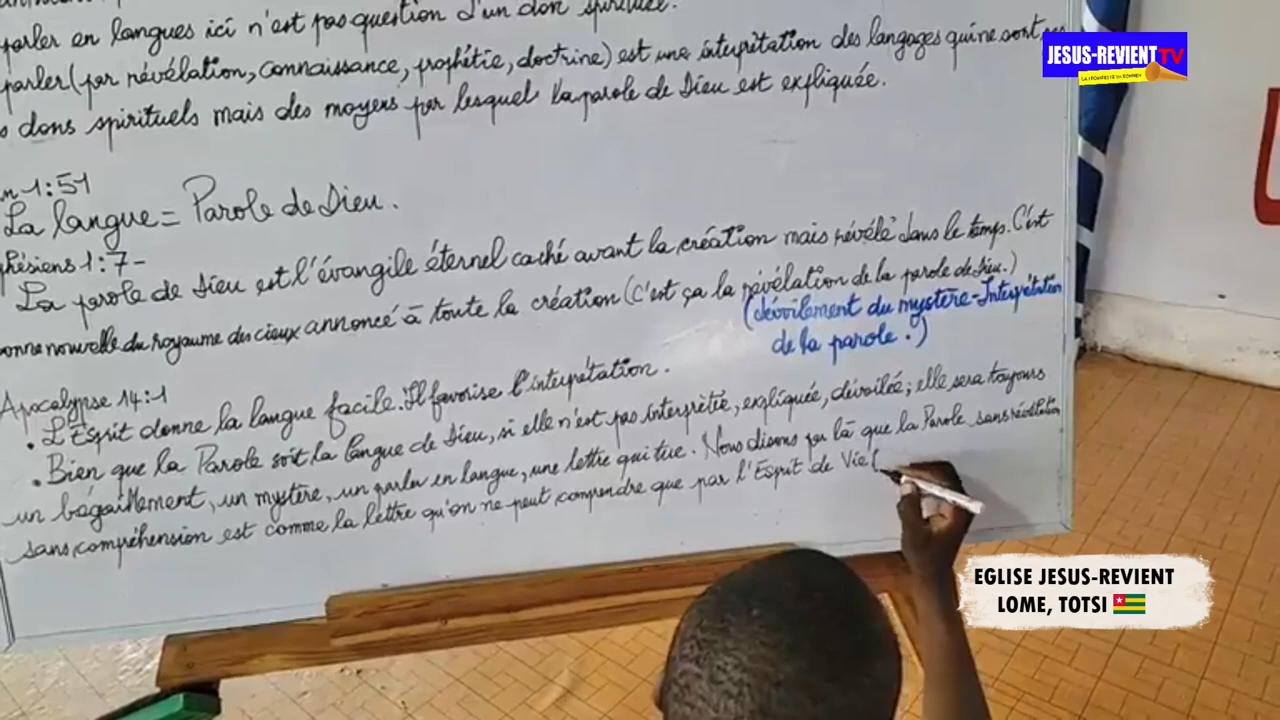 parler en langues ici n'est pas question d'un don spirituel.
parler (par révélation, connaissance, prophétie, doctrine) est une interprétation des langages qui ne sont pas
s dons spirituels mais des moyens par lesquel la parole de Dieu est expliquée.
n 1:51
La langue = Parole de Dieu.
phésiens 1:7-
La parole de Dieu est l'évangile éternel caché avant la création mais révélé dans le temps. C'est
onne nouvelle du royaume des cieux annoncé à toute la création (C'est ça la révélation de la parole de Dieu.)
(dévoilement du mystère-Interprétation
de la parole.)
Apocalypse 14:1
• L'Esprit donne la langue facile. Il favorise l'interprétation.
• Bien que la Parole soit la langue de Dieu, si elle n'est pas interprétée, expliquée, dévoilée; elle sera toujours
un bégaillement, un mystère, un parler en langue, une lettre qui tue. Nous disons par là que la Parole sans révélation
sans compréhension est comme la lettre qu'on ne peut comprendre que par l'Esprit de Vie (
JESUS-REVIENT TV
EGLISE JESUS-REVIENT
LOME, TOTSI